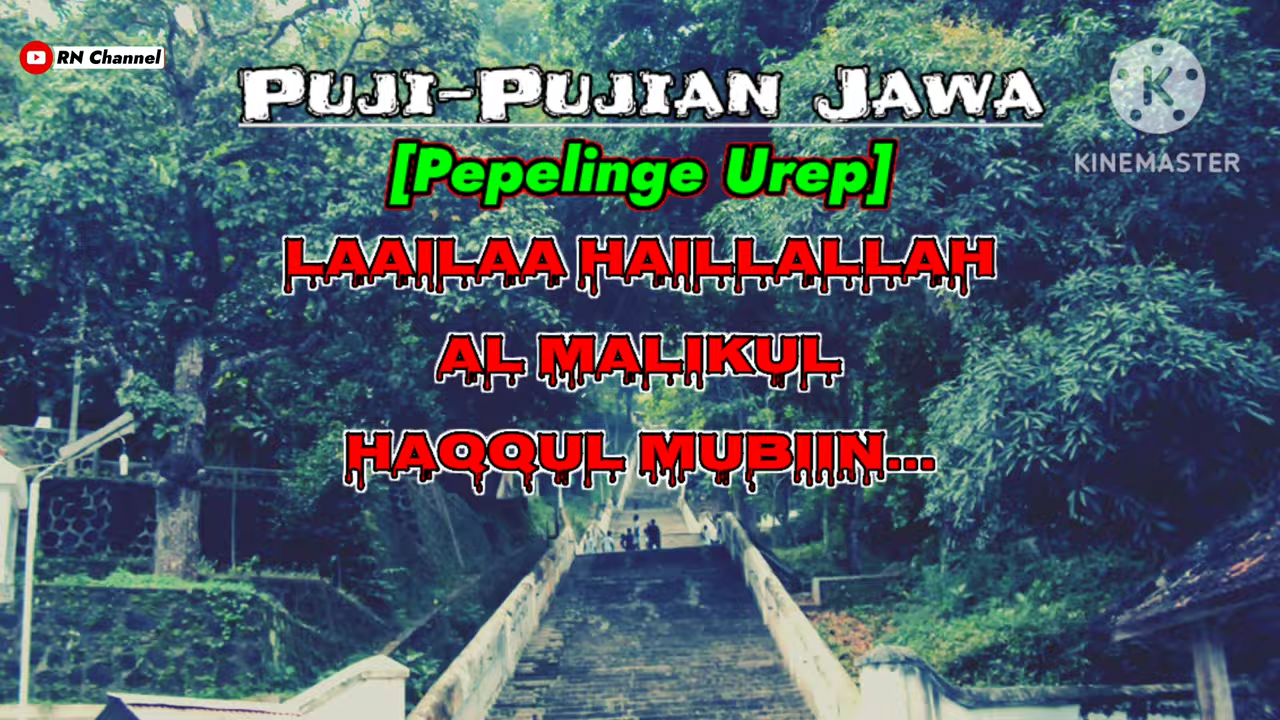 RN Channel
PUJI-PUJIAN JAWA
[Pepelinge Urep]
LAAILAA HAILLALLAH
AL MALIKUL
HAQQUL MUBIIN...
K
KINEMASTER